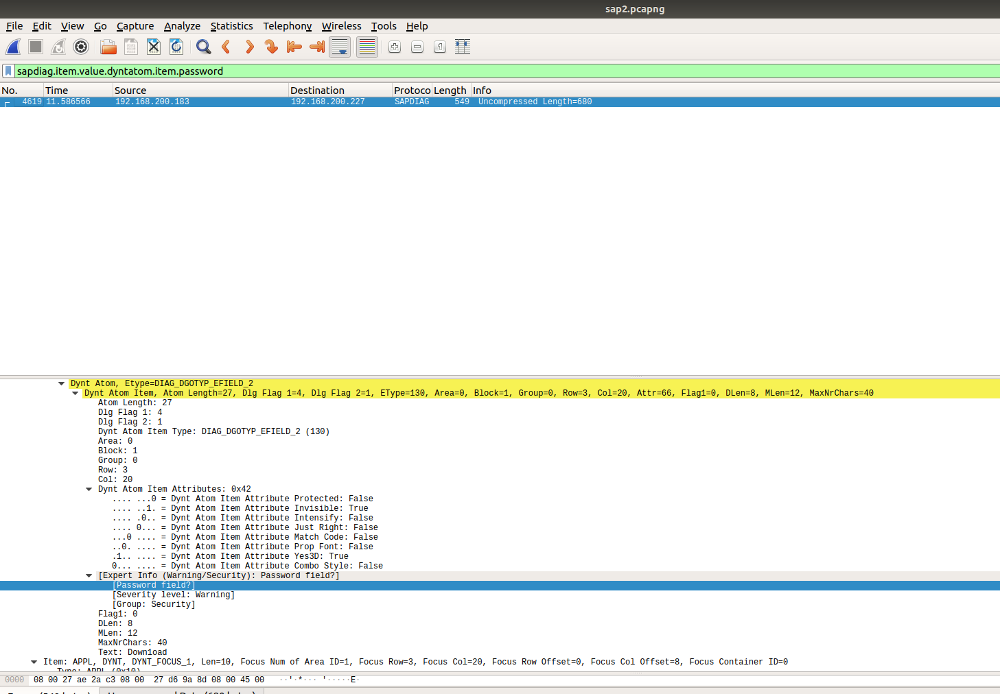 sap2.pcapng
File Edit View Go Capture Analyze Statistics Telephony Wireless Tools Help
sapdiag.item.value.dyntatom.item.password
No. Time Source Destination Protoco Length Info
4619 11.586566 192.168.200.183 192.168.200.227 SAPDIAG 549 Uncompressed Length=680
Dynt Atom, Etype=DIAG_DGOTYP_EFIELD_2
Dynt Atom Item, Atom Length=27, Dlg Flag 1=4, Dlg Flag 2=1, EType=130, Area=0, Block=1, Group=0, Row=3, Col=20, Attr=66, Flag1=0, DLen=8, MLen=12, MaxNrChars=40
Atom Length: 27
Dlg Flag 1: 4
Dlg Flag 2: 1
Dynt Atom Item Type: DIAG_DGOTYP_EFIELD_2 (130)
Area: 0
Block: 1
Group: 0
Row: 3
Col: 20
Dynt Atom Item Attributes: 0x42
.... ...0 = Dynt Atom Item Attribute Protected: False
.... ..1. = Dynt Atom Item Attribute Invisible: True
.... .0.. = Dynt Atom Item Attribute Intensify: False
.... 0... = Dynt Atom Item Attribute Just Right: False
...0 .... = Dynt Atom Item Attribute Match Code: False
..0. .... = Dynt Atom Item Attribute Prop Font: False
.1.. .... = Dynt Atom Item Attribute Yes3D: True
0... .... = Dynt Atom Item Attribute Combo Style: False
[Expert Info (Warning/Security): Password field?]
[Password field?]
[Severity level: Warning]
[Group: Security]
Flag1: 0
DLen: 8
MLen: 12
MaxNrChars: 40
Text: Down1oad
Item: APPL, DYNT, DYNT_FOCUS_1, Len=10, Focus Num of Area ID=1, Focus Row=3, Focus Col=20, Focus Row Offset=0, Focus Col Offset=8, Focus Container ID=0
0000 08 00 27 ae 2a c3 08 00 27 d6 9a 8d 08 00 45 00 ··'·*··· '·····E·